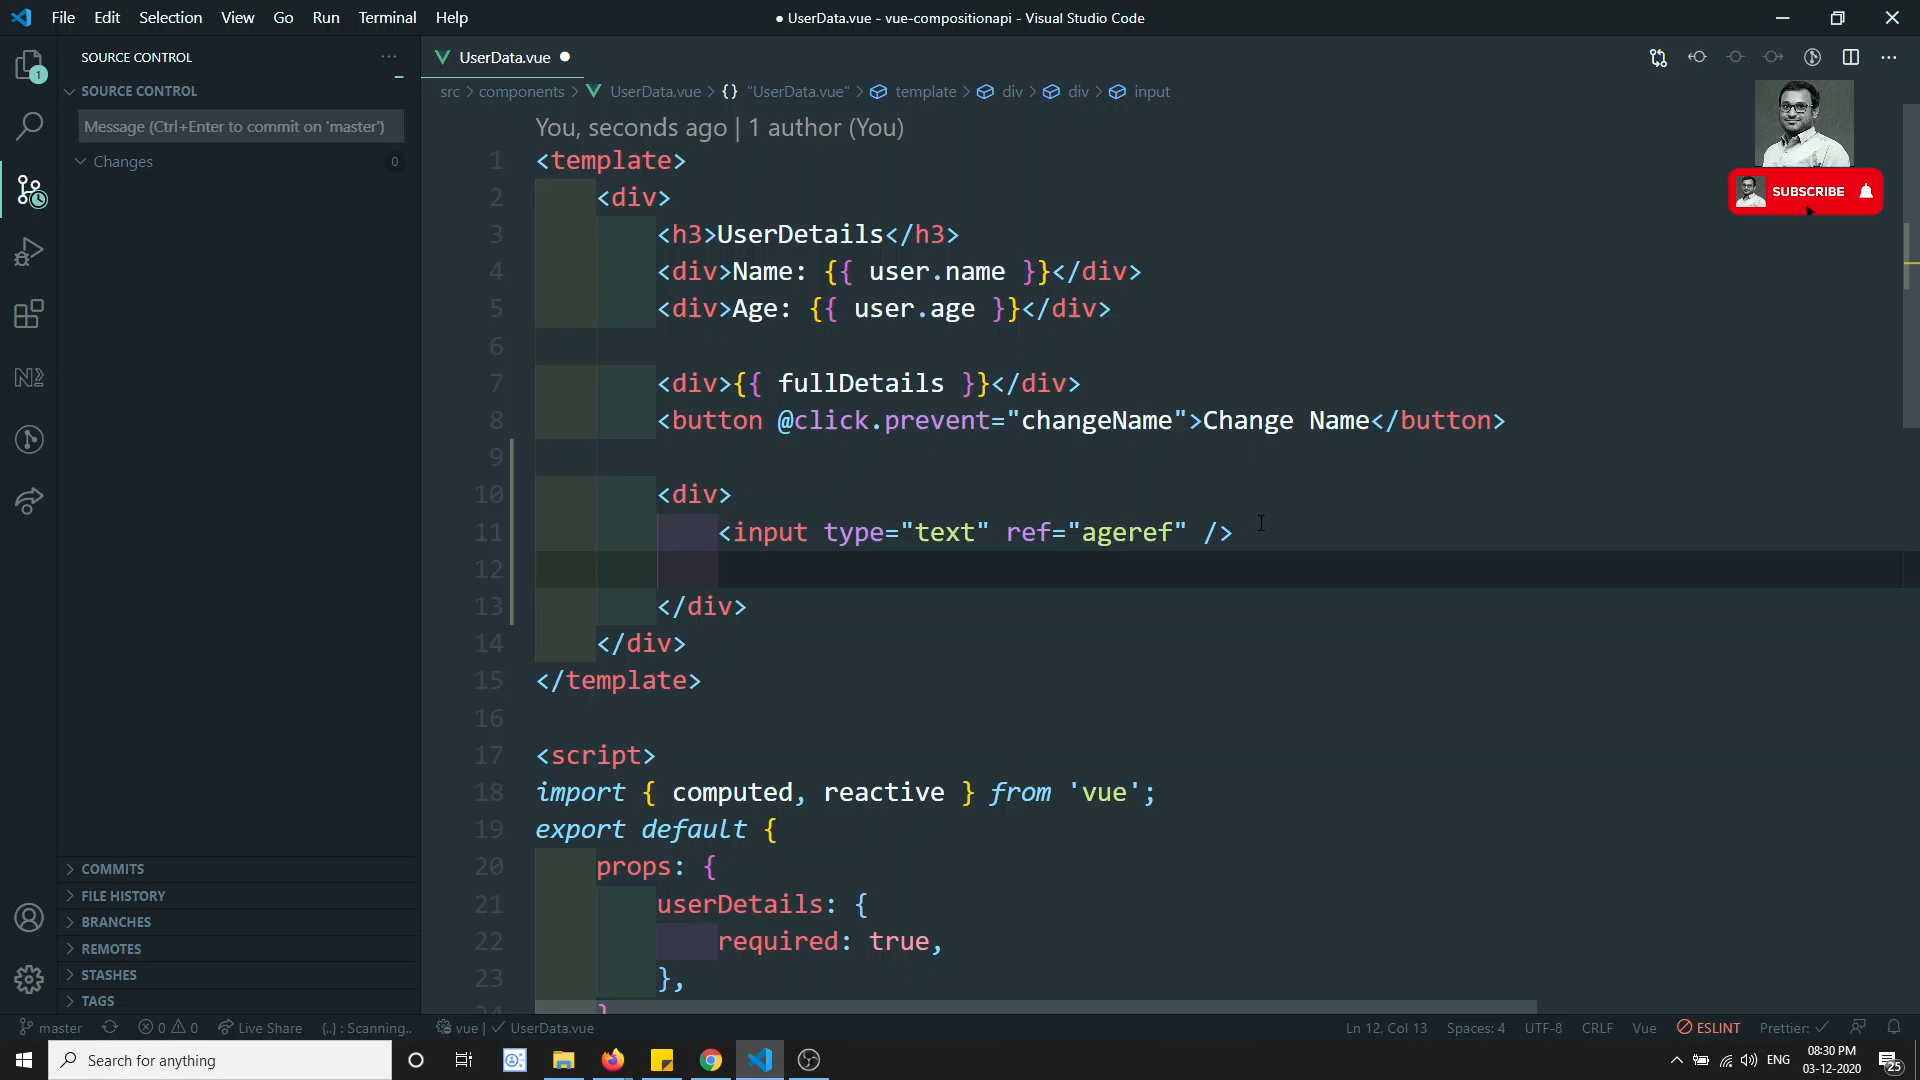 File Edit Selection View Go Run Terminal Help
● UserData.vue - vue-compositionapi - Visual Studio Code
SOURCE CONTROL ...
UserData.vue ●
SOURCE CONTROL
src > components > UserData.vue > {} "UserData.vue" > template > div > div > input
1
Message (Ctrl+Enter to commit on 'master')
Changes 0
You, seconds ago | 1 author (You)
SUBSCRIBE
1 <template>
2 <div>
3 <h3>UserDetails</h3>
4 <div>Name: {{ user.name }}</div>
5 <div>Age: {{ user.age }}</div>
6
7 <div>{{ fullDetails }}</div>
8 <button @click.prevent="changeName">Change Name</button>
9
10 <div>
11 <input type="text" ref="ageref" />
12
13 </div>
14 </div>
15 </template>
16
17 <script>
18 import { computed, reactive } from 'vue';
19 export default {
20 props: {
21 userDetails: {
22 required: true,
23 },
24 }
COMMITS
FILE HISTORY
BRANCHES
REMOTES
STASHES
TAGS
master 0 0 Live Share {..} : Scanning.. vue | ✓ UserData.vue
Ln 12, Col 13 Spaces: 4 UTF-8 CRLF Vue ESLINT Prettier: ✓
Search for anything
ENG
08:30 PM
03-12-2020
25